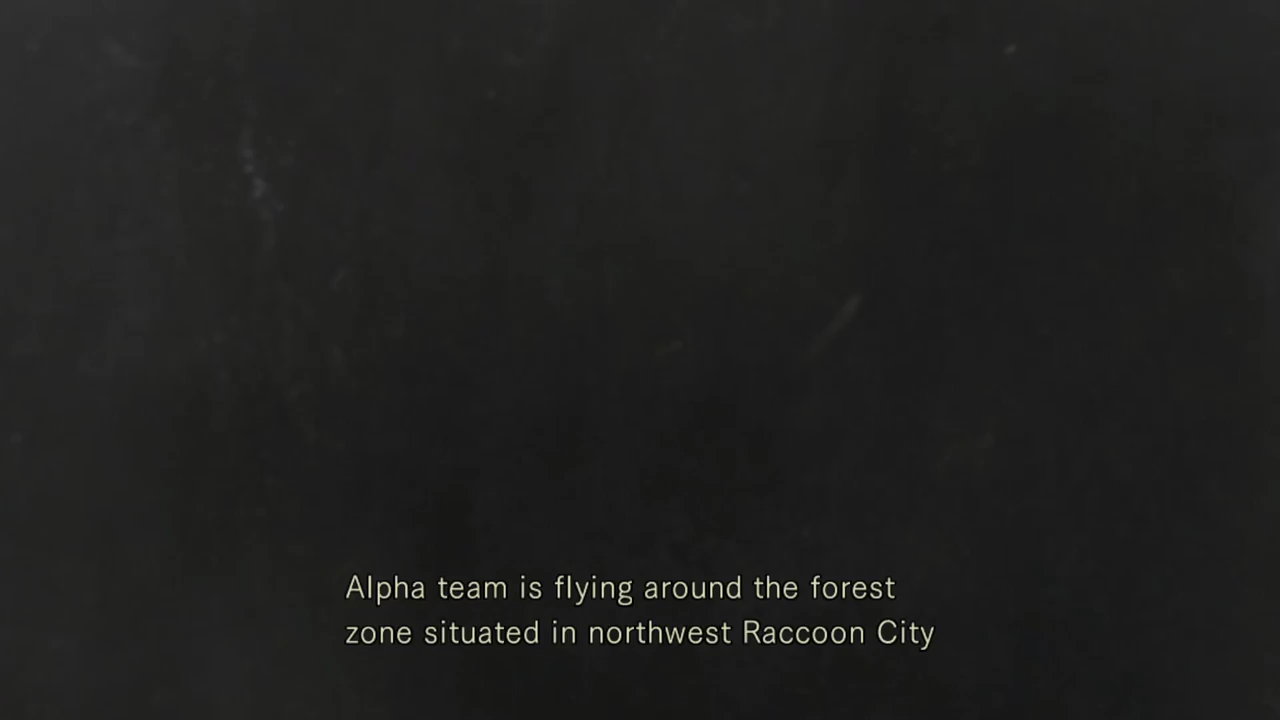 Alpha team is flying around the forest
zone situated in northwest Raccoon City